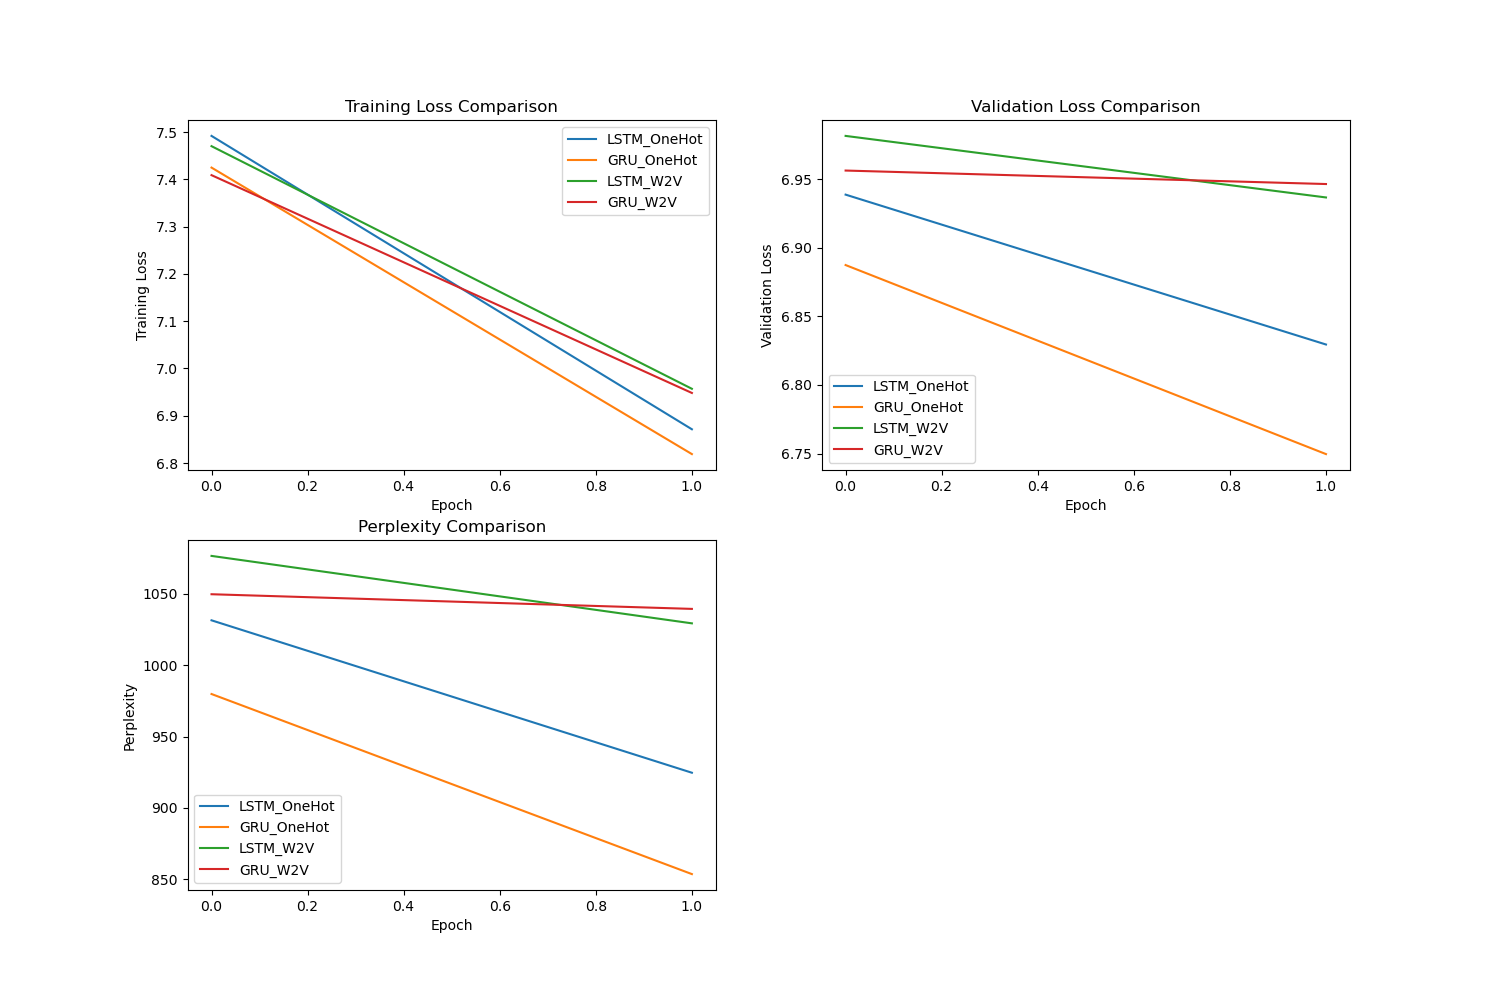 Training Loss Comparison
Training Loss
7.5
7.4
7.3
7.2
7.1
7.0
6.9
6.8
LSTM_OneHot
GRU_OneHot
LSTM_W2V
GRU_W2V
0.0 0.2 0.4 0.6 0.8 1.0
Epoch
Validation Loss Comparison
Validation Loss
6.95
6.90
6.85
6.80
6.75
LSTM_OneHot
GRU_OneHot
LSTM_W2V
GRU_W2V
0.0 0.2 0.4 0.6 0.8 1.0
Epoch
Perplexity Comparison
Perplexity
1050
1000
950
900
850
LSTM_OneHot
GRU_OneHot
LSTM_W2V
GRU_W2V
0.0 0.2 0.4 0.6 0.8 1.0
Epoch